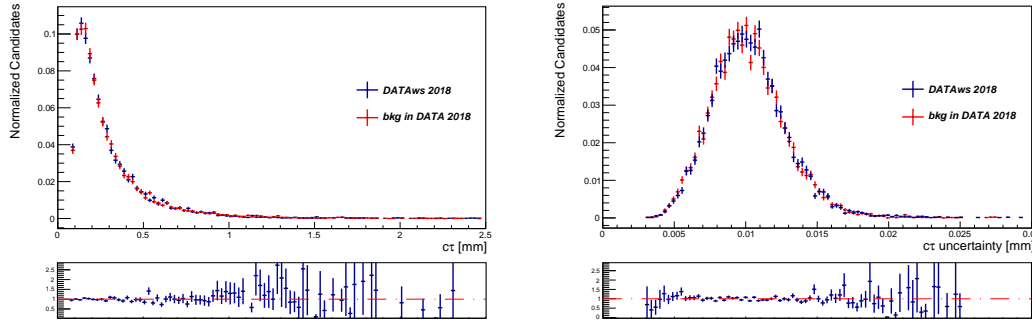 Normalized Candidates
0.1
0.08
0.06
0.04
0.02
0
DATAws 2018
bkg in DATA 2018
0 0.5 1 1.5 2 2.5
cτ [mm]
2.5
2
1.5
1
0.5
0
Normalized Candidates
0.05
0.04
0.03
0.02
0.01
0
DATAws 2018
bkg in DATA 2018
0 0.005 0.01 0.015 0.02 0.025 0.0
cτ uncertainty [mm]
2.5
2
1.5
1
0.5
0